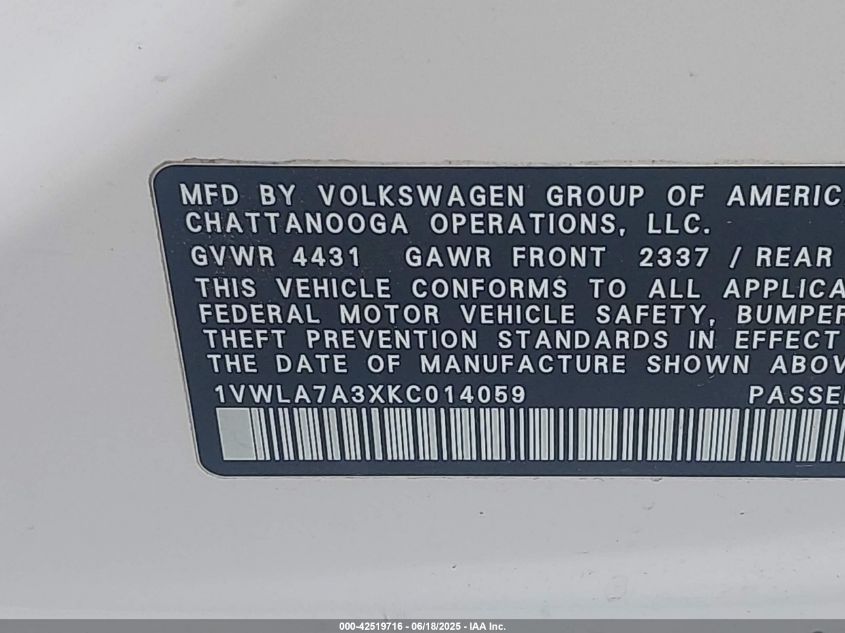 MFD BY VOLKSWAGEN GROUP OF AMERIC
CHATTANOOGA OPERATIONS, LLC.
GVWR 4431 GAWR FRONT 2337 / REAR
THIS VEHICLE CONFORMS TO ALL APPLICA
FEDERAL MOTOR VEHICLE SAFETY, BUMPER
THEFT PREVENTION STANDARDS IN EFFECT
THE DATE OF MANUFACTURE SHOWN ABOV
1VWLA7A3XKC014059 PASSE
000-42519716 - 06/18/2025 - IAA Inc.